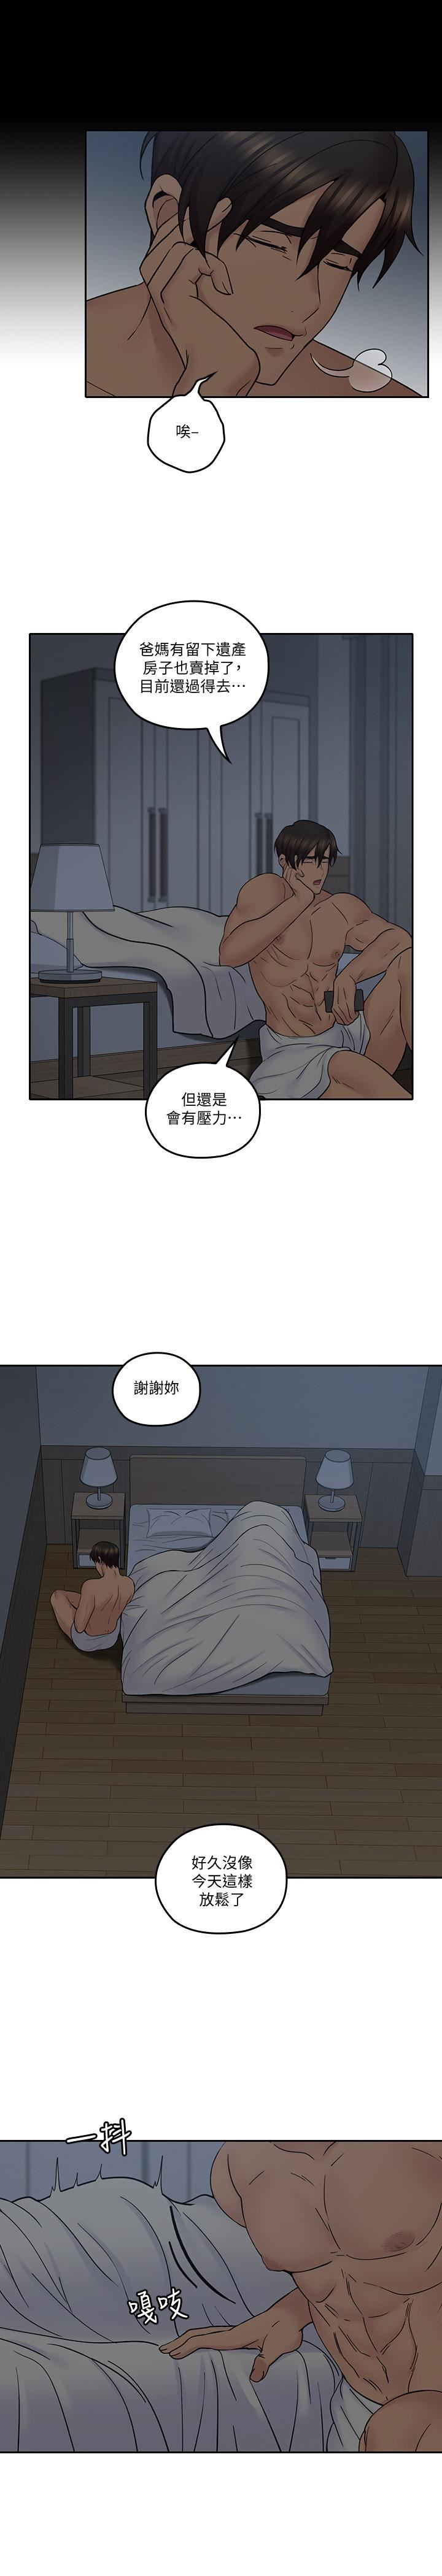 唉–
爸媽有留下遺產
房子也賣掉了，
目前還過得去⋯
但還是
會有壓力⋯
謝謝妳
好久沒像
今天這樣
放鬆了
一抖
嘎吱